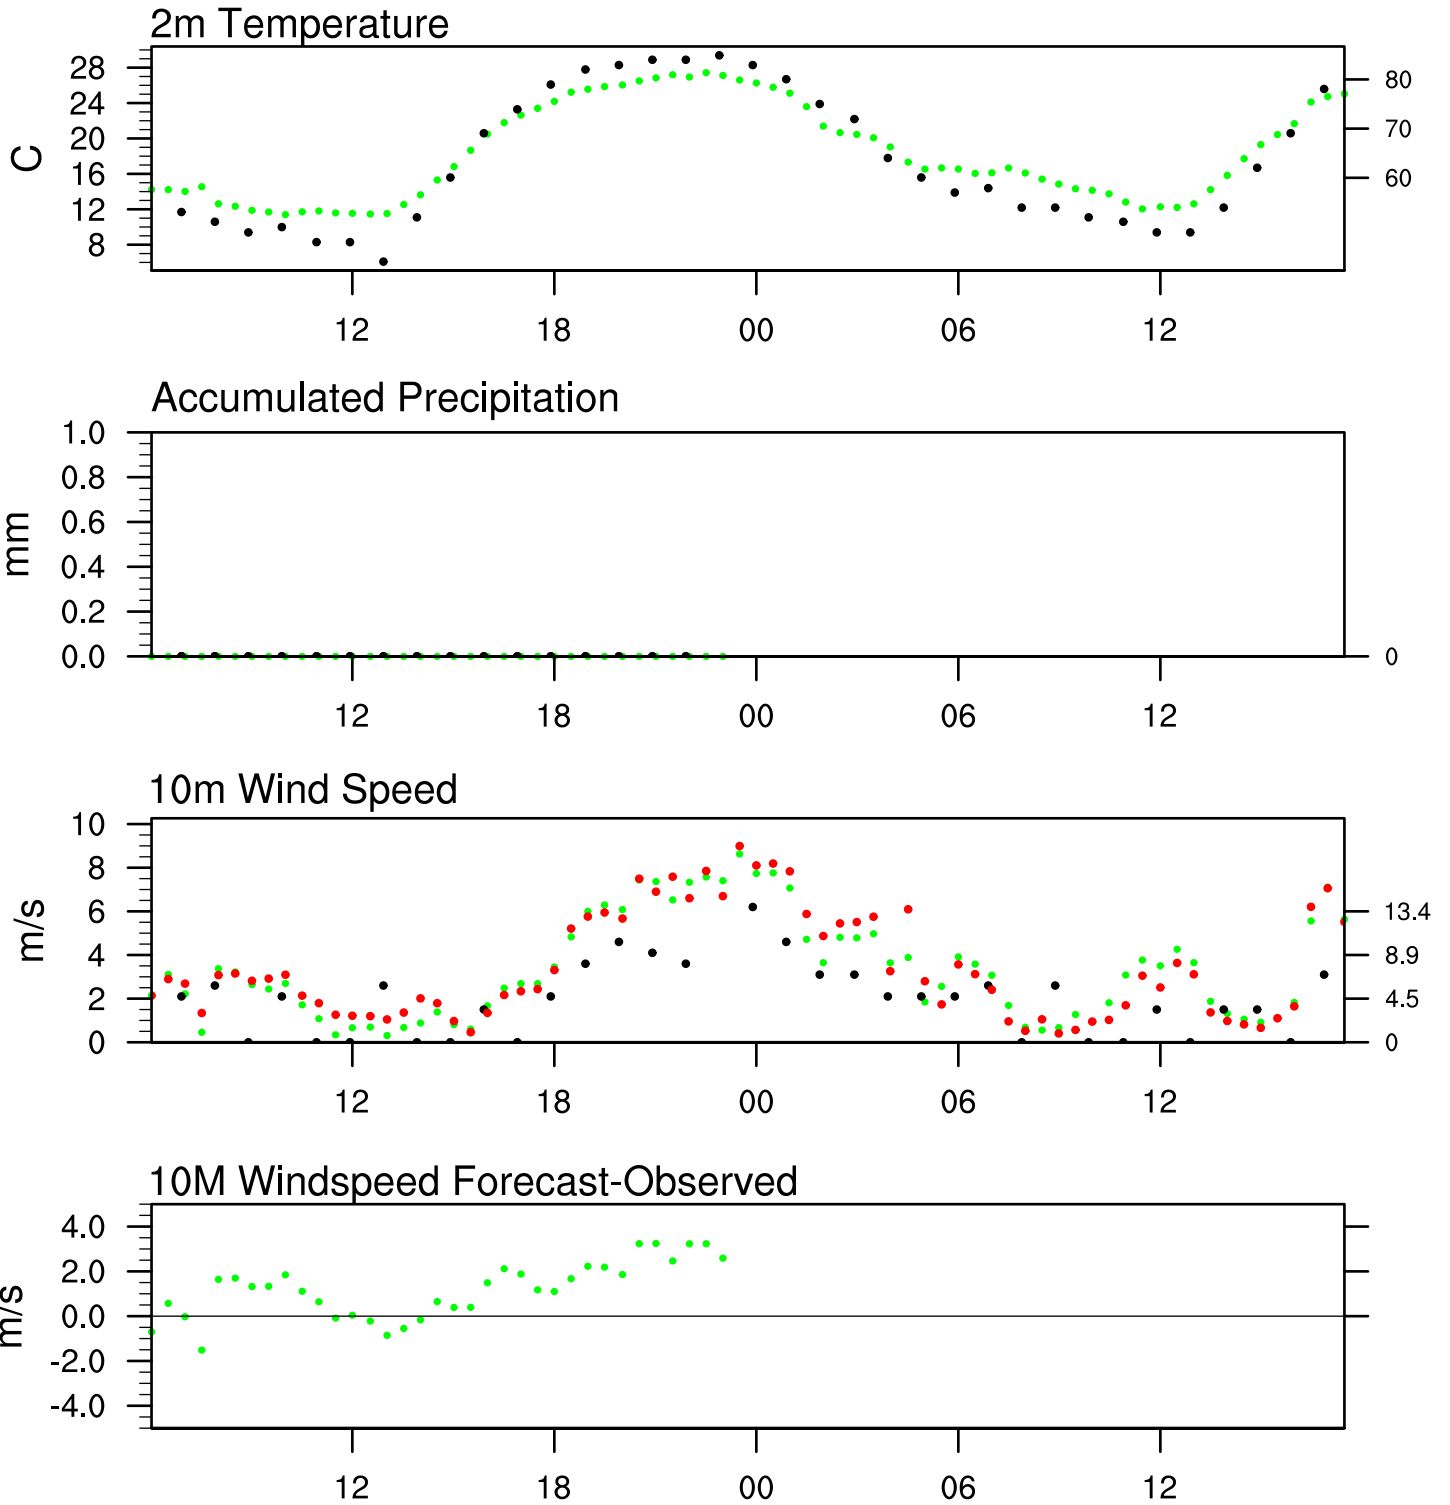 2m Temperature
28
24
20
16
12
8
C
80
70
60
12 18 00 06 12
Accumulated Precipitation
1.0
0.8
0.6
0.4
0.2
0.0
mm
0
12 18 00 06 12
10m Wind Speed
10
8
6
4
2
0
m/s
13.4
8.9
4.5
0
12 18 00 06 12
10M Windspeed Forecast-Observed
4.0
2.0
0.0
-2.0
-4.0
m/s
12 18 00 06 12